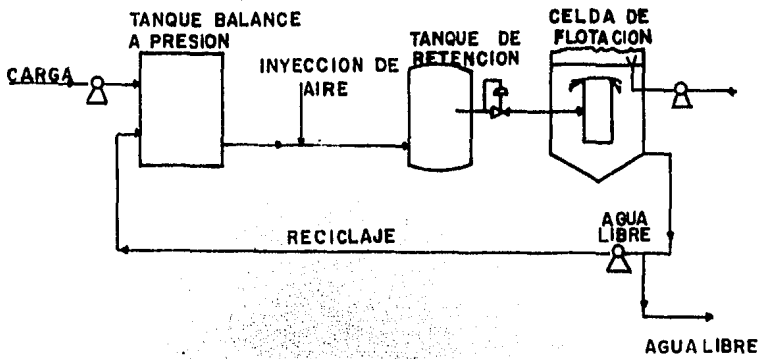 TANQUE BALANCE
A PRESION
CELDA DE
FLOTACION
TANQUE DE
RETENCION
INYECCION DE
AIRE
CARGA
RECICLAJE
AGUA
LIBRE
AGUA LIBRE